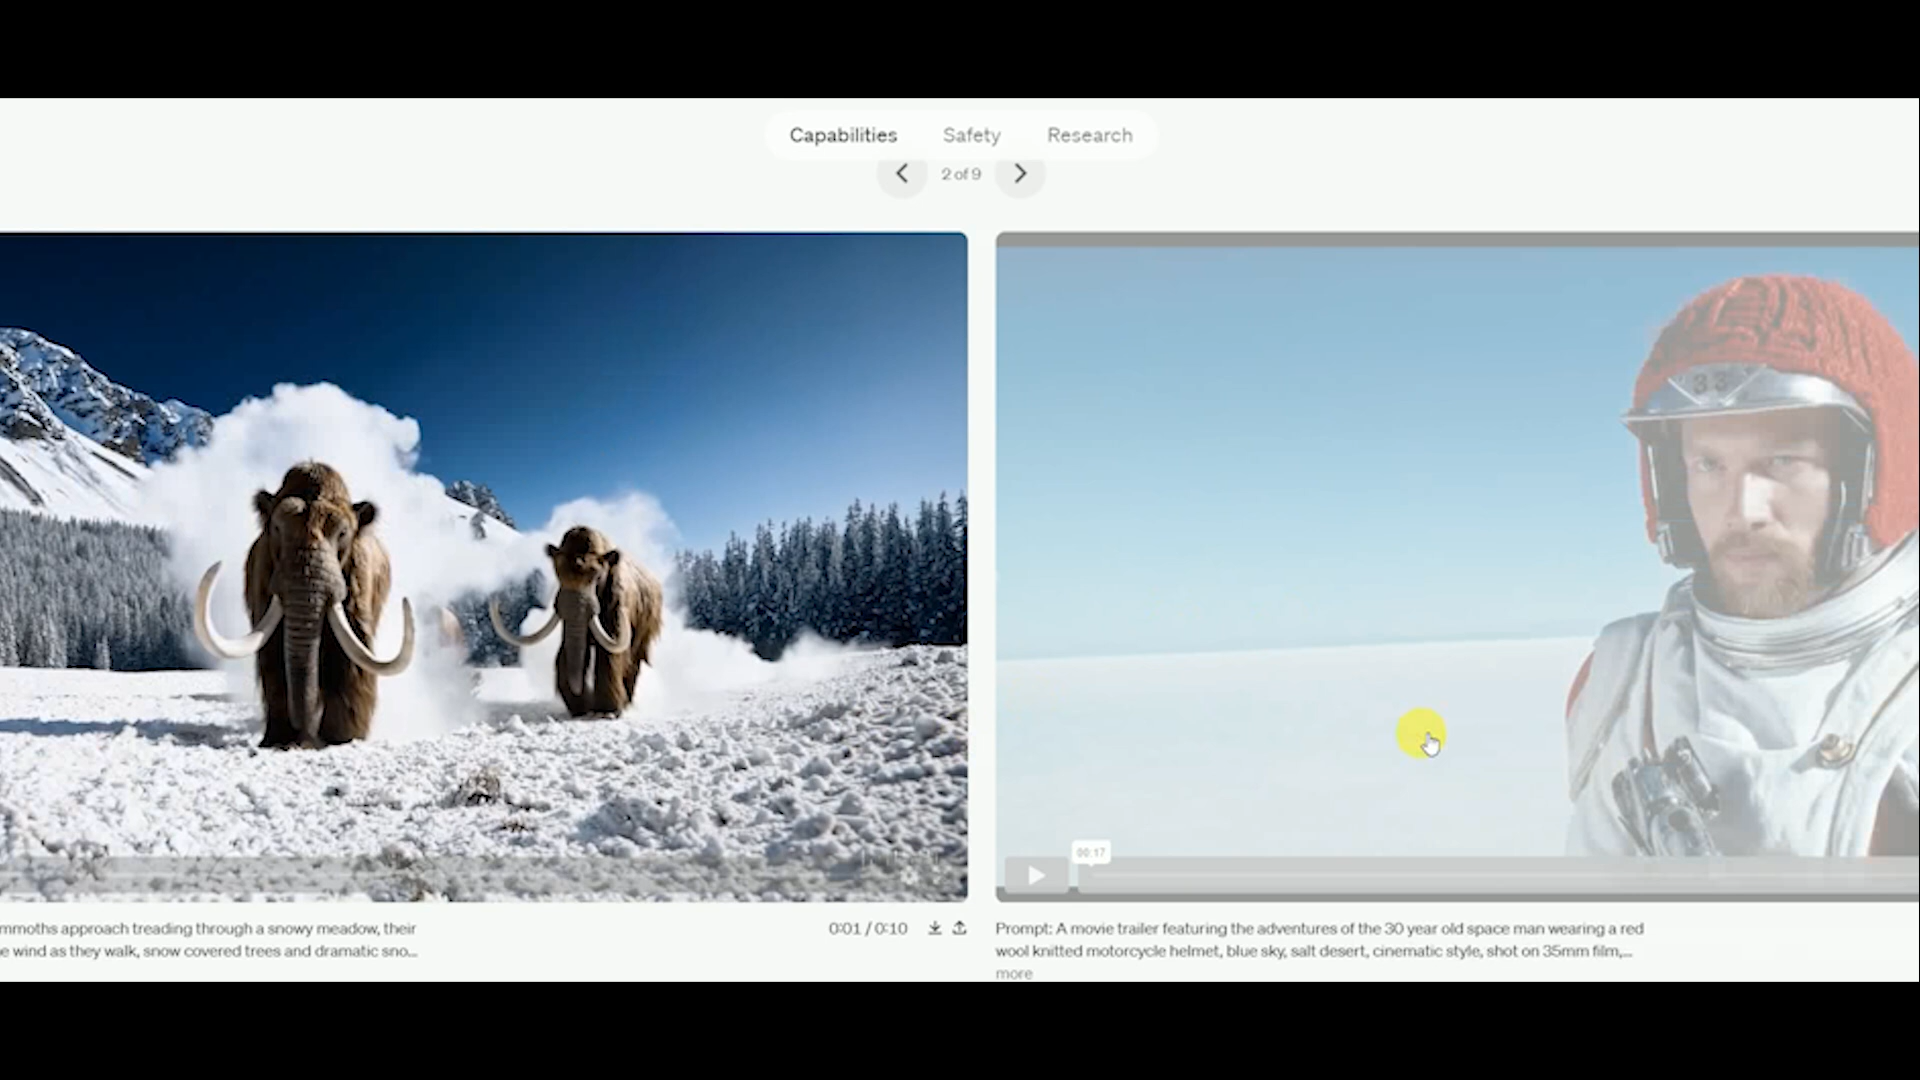 Capabilities Safety Research
2 of 9
33
00:17
mmoths approach treading through a snowy meadow, their
e wind as they walk, snow covered trees and dramatic sno...
0:01 / 0:10
Prompt: A movie trailer featuring the adventures of the 30 year old space man wearing a red
wool knitted motorcycle helmet, blue sky, salt desert, cinematic style, shot on 35mm film,...
more